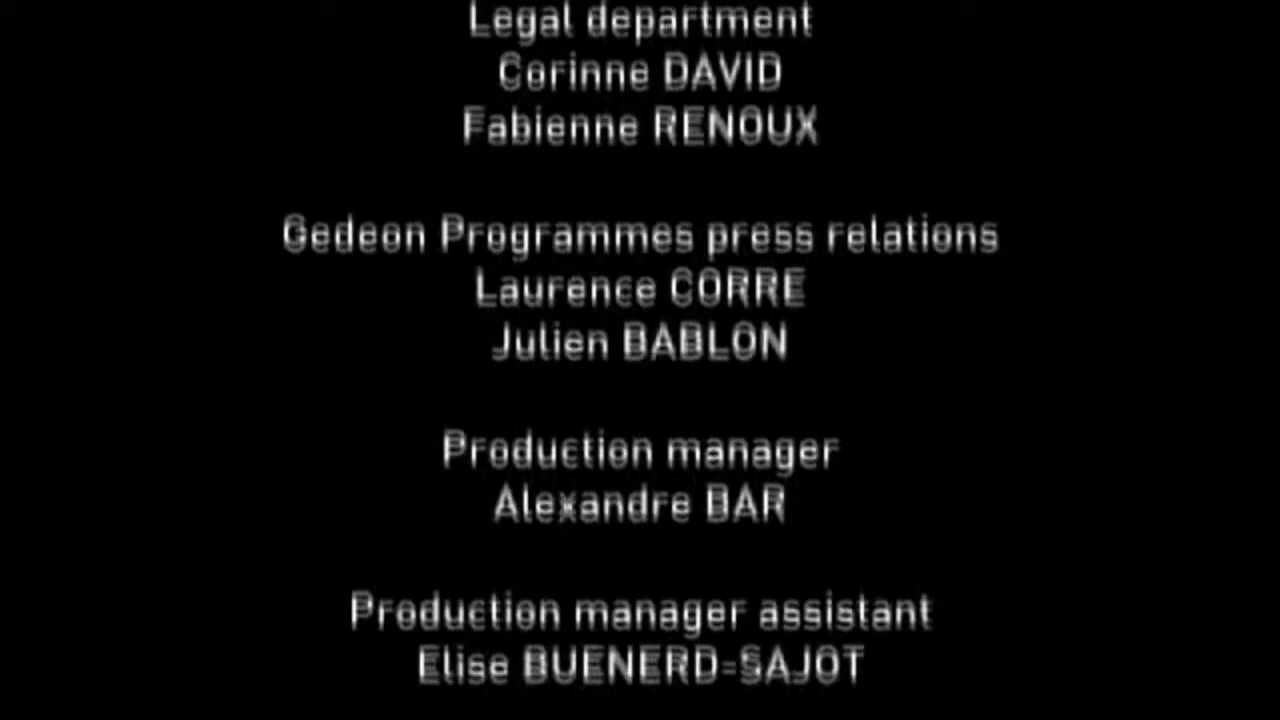 Legal department
Corinne DAVID
Fabienne RENOUX
Gedeon Programmes press relations
Laurence CORRE
Julien BABLON
Production manager
Alexandre BAR
Production manager assistant
Elise BUENERD-SAJOT